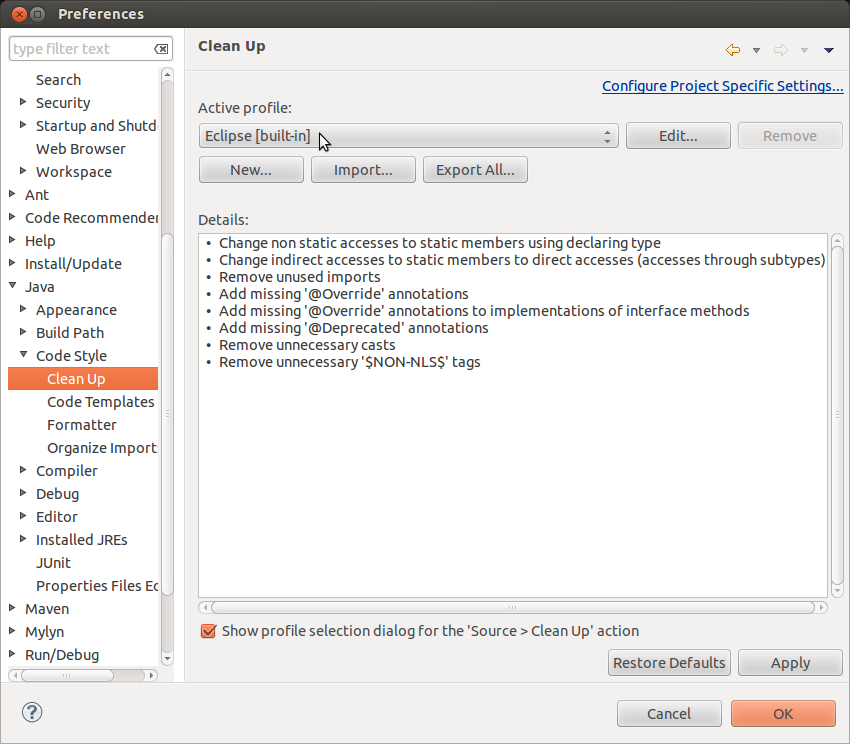 Preferences
type filter text
Search
Security
Startup and Shutd
Web Browser
Workspace
Ant
Code Recommender
Help
Install/Update
Java
Appearance
Build Path
Code Style
Clean Up
Code Templates
Formatter
Organize Import
Compiler
Debug
Editor
Installed JREs
JUnit
Properties Files Ec
Maven
Mylyn
Run/Debug
Clean Up
Configure Project Specific Settings...
Active profile:
Eclipse [built-in]
Edit...
Remove
New...
Import...
Export All...
Details:
• Change non static accesses to static members using declaring type
• Change indirect accesses to static members to direct accesses (accesses through subtypes)
• Remove unused imports
• Add missing '@Override' annotations
• Add missing '@Override' annotations to implementations of interface methods
• Add missing '@Deprecated' annotations
• Remove unnecessary casts
• Remove unnecessary '$NON-NLS$' tags
Show profile selection dialog for the 'Source > Clean Up' action
Restore Defaults
Apply
?
Cancel
OK